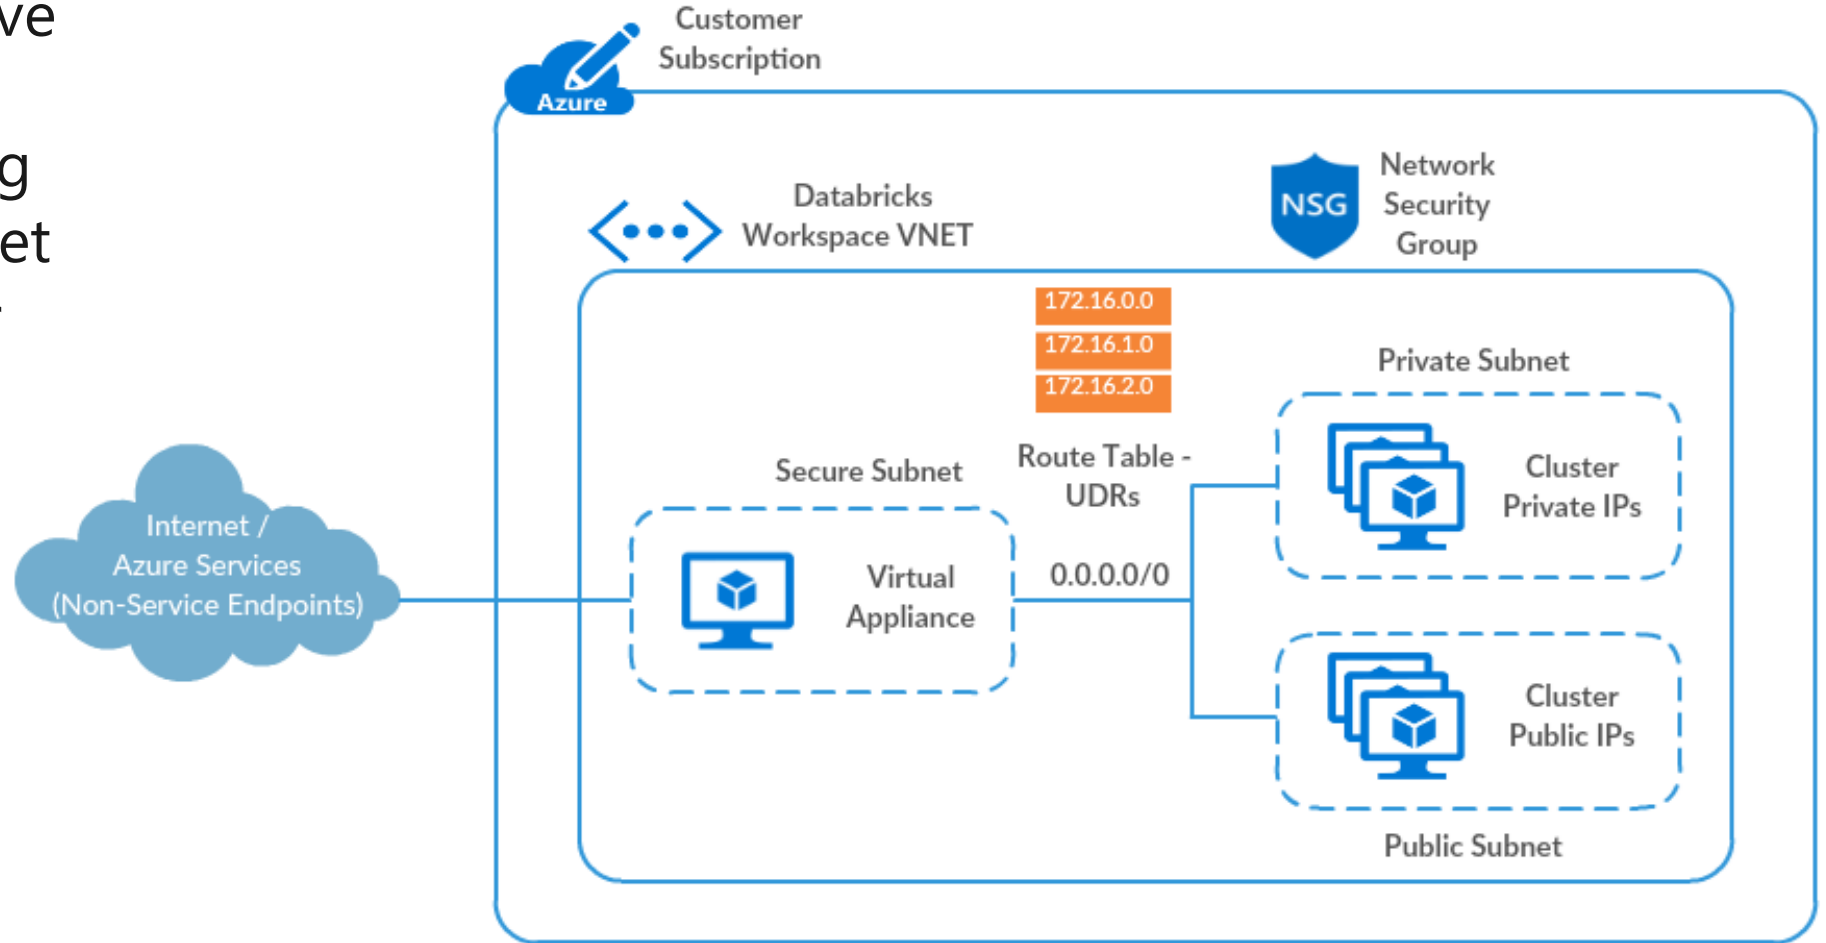 ve
g
et
Customer
Subscription
Azure
Databricks
Workspace VNET
NSG
Network
Security
Group
172.16.0.0
172.16.1.0
172.16.2.0
Route Table -
UDRs
0.0.0.0/0
Private Subnet
Cluster
Private IPs
Secure Subnet
Virtual
Appliance
Internet /
Azure Services
(Non-Service Endpoints)
Cluster
Public IPs
Public Subnet